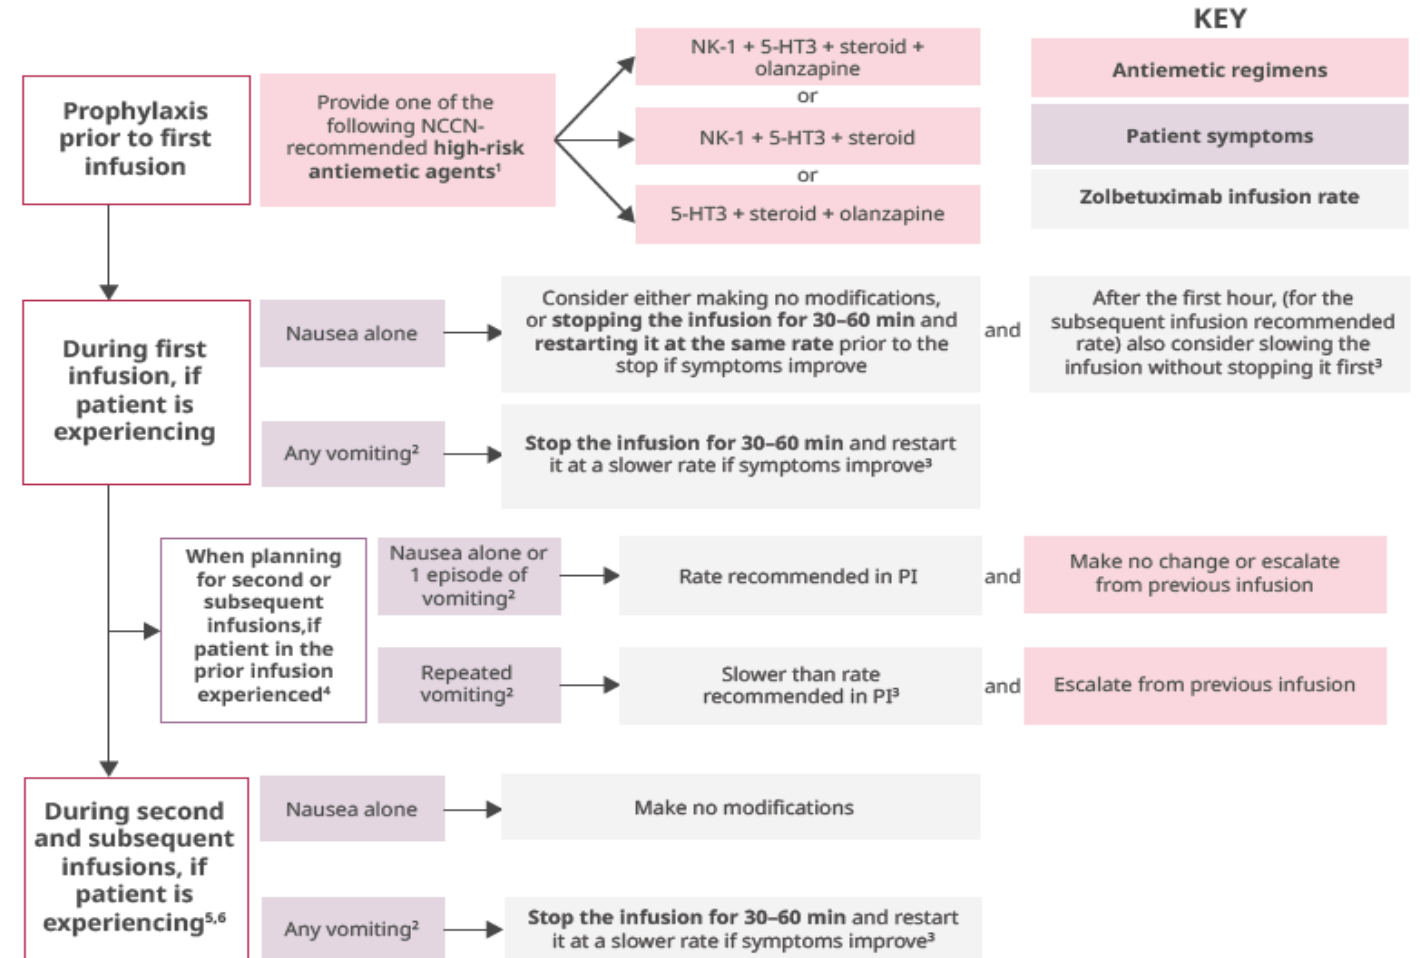 KEY
Antiemetic regimens
Patient symptoms
Zolbetuximab infusion rate
Prophylaxis
prior to first
infusion
Provide one of the
following NCCN-
recommended high-risk
antiemetic agents¹
NK-1 + 5-HT3 + steroid +
olanzapine
or
NK-1 + 5-HT3 + steroid
or
5-HT3 + steroid + olanzapine
During first
infusion, if
patient is
experiencing
Nausea alone
Consider either making no modifications,
or stopping the infusion for 30–60 min and
restarting it at the same rate prior to the
stop if symptoms improve
and
After the first hour, (for the
subsequent infusion recommended
rate) also consider slowing the
infusion without stopping it first³
Any vomiting²
Stop the infusion for 30–60 min and restart
it at a slower rate if symptoms improve³
When planning
for second or
subsequent
infusions,if
patient in the
prior infusion
experienced⁴
Nausea alone or
1 episode of
vomiting²
Rate recommended in PI
and
Make no change or escalate
from previous infusion
Repeated
vomiting²
Slower than rate
recommended in PI³
and
Escalate from previous infusion
During second
and subsequent
infusions, if
patient is
experiencing⁵,⁶
Nausea alone
Make no modifications
Any vomiting²
Stop the infusion for 30–60 min and restart
it at a slower rate if symptoms improve³